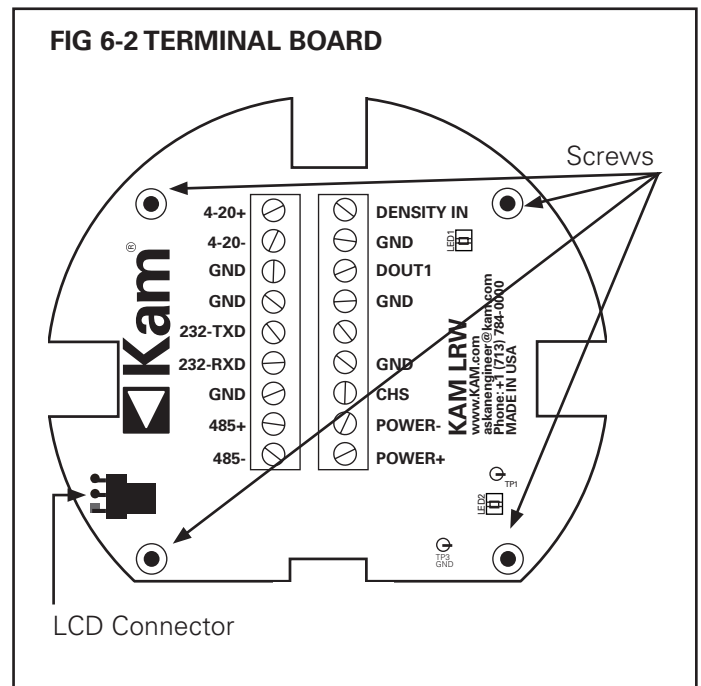 FIG 6-2 TERMINAL BOARD
Screws
4-20+
4-20-
GND
GND
232-TXD
232-RXD
GND
485+
485-
DENSITY IN
GND
DOUT1
GND
GND
CHS
POWER-
POWER+
Kam®
LED1
KAM LRW
www.KAM.com
askanengineer@kam.com
Phone: +1 (713) 784-0000
MADE IN USA
TP1
LED2
TP3
GND
LCD Connector